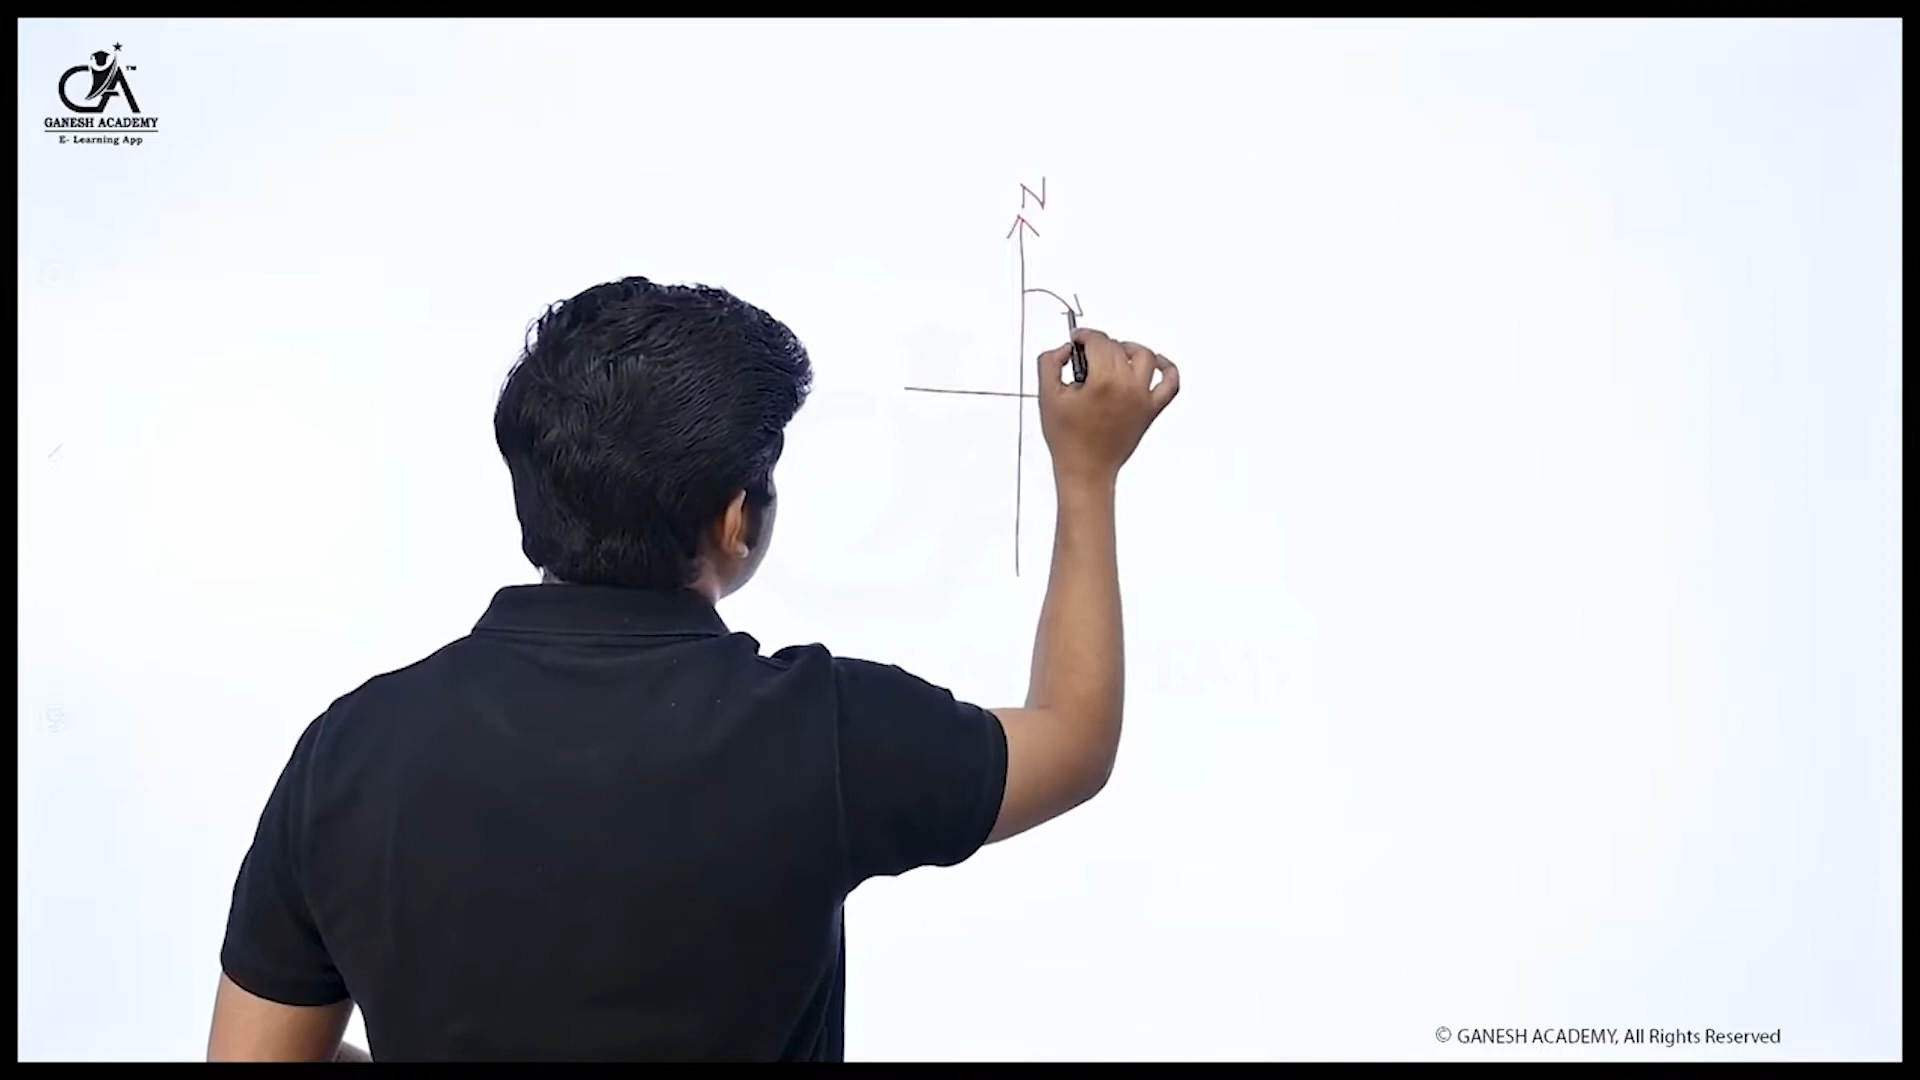 GANESH ACADEMY
E- Learning App
N
© GANESH ACADEMY, All Rights Reserved